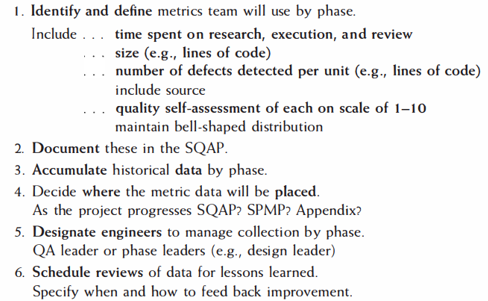 1. Identify and define metrics team will use by phase.
Include . . . time spent on research, execution, and review
. . . size (e.g., lines of code)
. . . number of defects detected per unit (e.g., lines of code)
include source
. . . quality self-assessment of each on scale of 1–10
maintain bell-shaped distribution
2. Document these in the SQAP.
3. Accumulate historical data by phase.
4. Decide where the metric data will be placed.
As the project progresses SQAP? SPMP? Appendix?
5. Designate engineers to manage collection by phase.
QA leader or phase leaders (e.g., design leader)
6. Schedule reviews of data for lessons learned.
Specify when and how to feed back improvement.